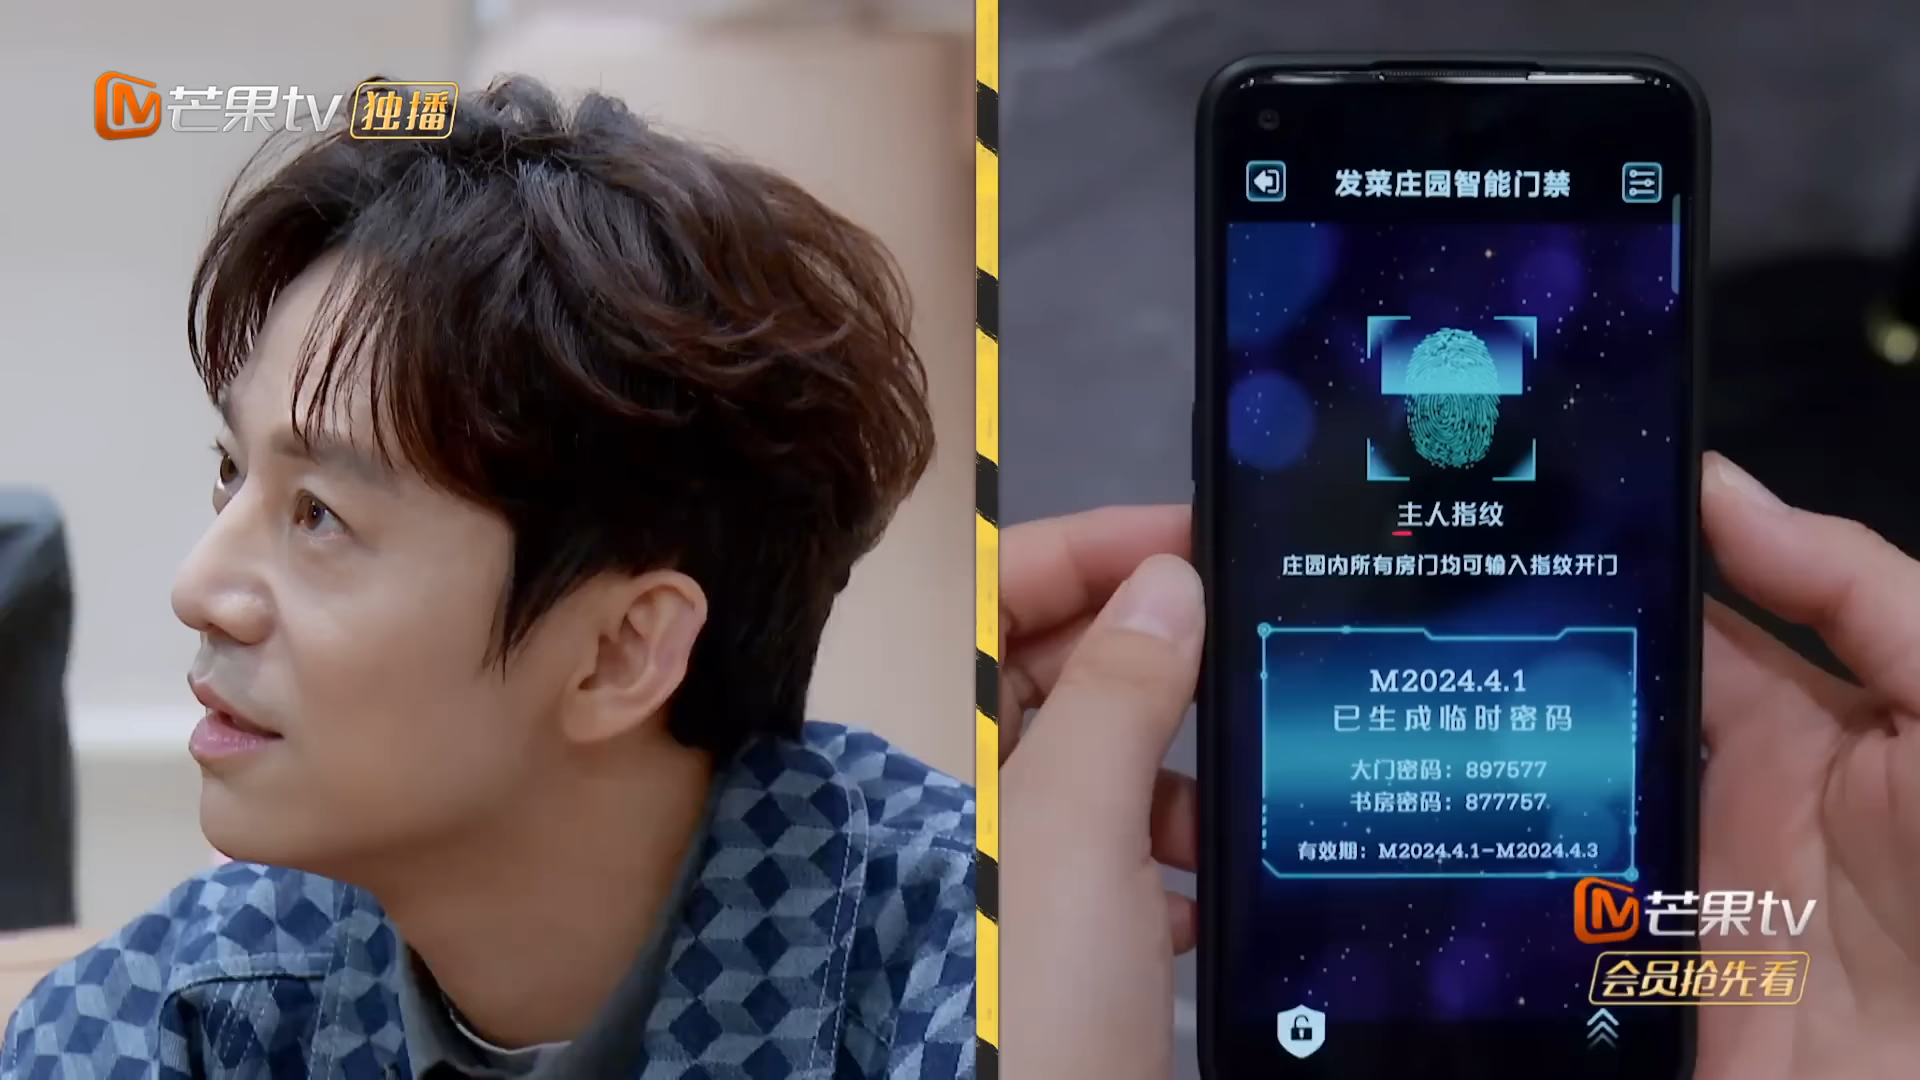 芒果tv 独播
发菜庄园智能门禁
主人指纹
庄园内所有房门均可输入指纹开门
M2024.4.1
已生成临时密码
大门密码：897577
书房密码：877757
有效期：M2024.4.1-M2024.4.3
芒果tv
会员抢先看